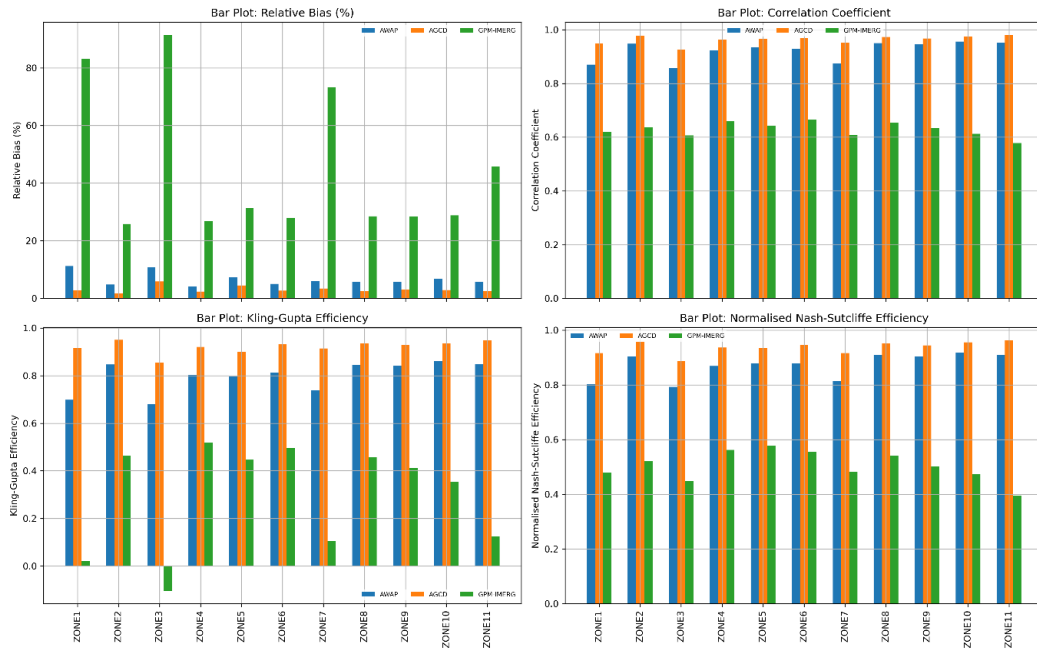 Bar Plot: Relative Bias (%)
AWAP AGCD GPM-IMERG
Relative Bias (%)
80
60
40
20
0
Bar Plot: Correlation Coefficient
AWAP AGCD GPM-IMERG
Correlation Coefficient
1.0
0.8
0.6
0.4
0.2
0.0
Bar Plot: Kling-Gupta Efficiency
Kling-Gupta Efficiency
1.0
0.8
0.6
0.4
0.2
0.0
AWAP AGCD GPM-IMERG
ZONE1
ZONE2
ZONE3
ZONE4
ZONE5
ZONE6
ZONE7
ZONE8
ZONE9
ZONE10
ZONE11
Bar Plot: Normalised Nash-Sutcliffe Efficiency
AWAP AGCD GPM-IMERG
Normalised Nash-Sutcliffe Efficiency
1.0
0.8
0.6
0.4
0.2
0.0
ZONE1
ZONE2
ZONE3
ZONE4
ZONE5
ZONE6
ZONE7
ZONE8
ZONE9
ZONE10
ZONE11